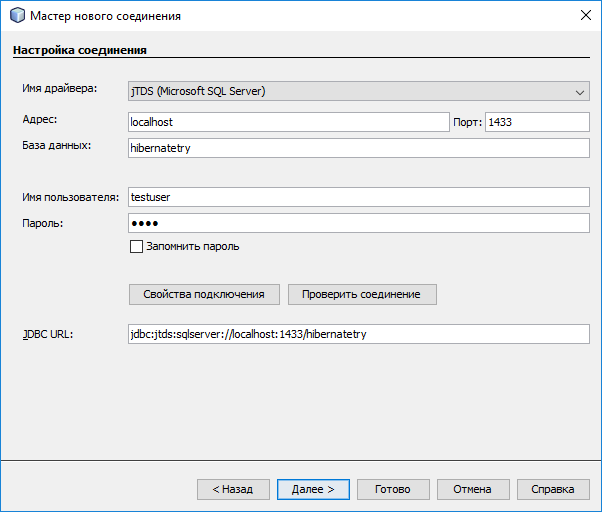 Мастер нового соединения
Настройка соединения
Имя драйвера: jTDS (Microsoft SQL Server)
Адрес: localhost Порт: 1433
База данных: hibernatetry
Имя пользователя: testuser
Пароль: ●●●●
Запомнить пароль
Свойства подключения Проверить соединение
JDBC URL: jdbc:jtds:sqlserver://localhost:1433/hibernatetry
< Назад Далее > Готово Отмена Справка